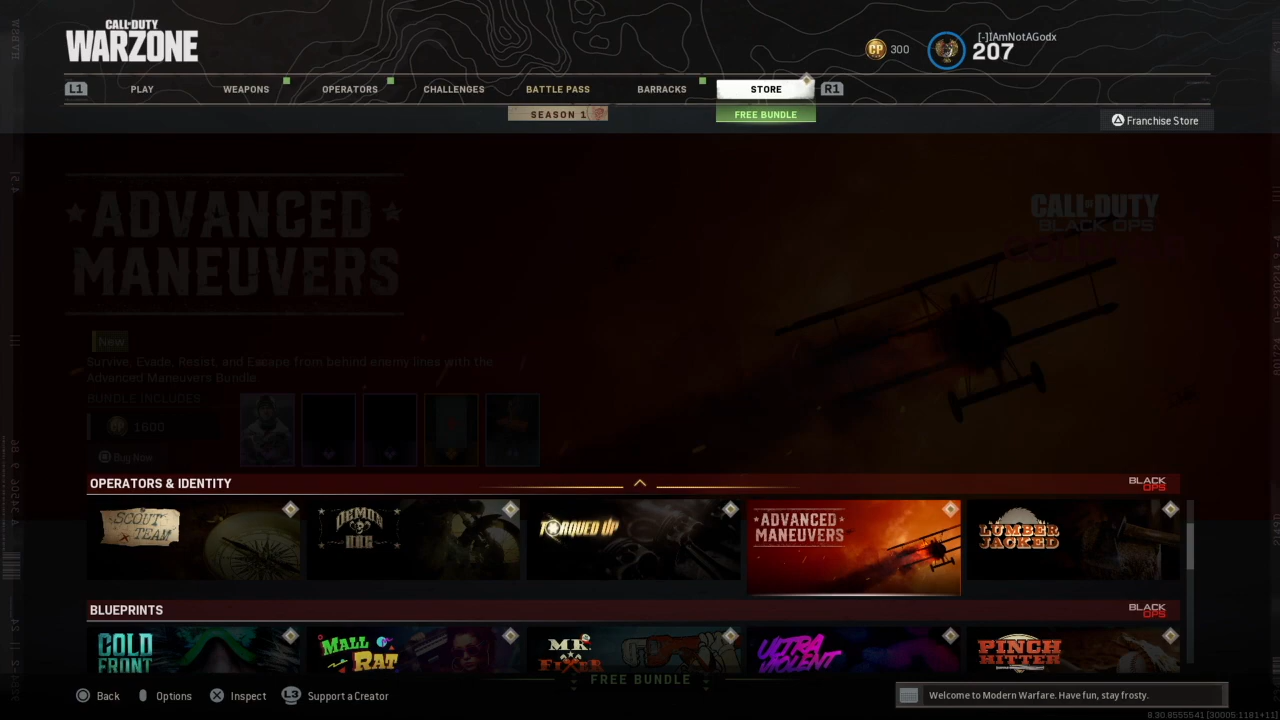 CALL OF DUTY
WARZONE
CP 300
[-]IAmNotAGodx
207
L1 PLAY WEAPONS OPERATORS CHALLENGES BATTLE PASS BARRACKS STORE R1
SEASON 1
FREE BUNDLE
Franchise Store
ADVANCED
MANEUVERS
CALL OF DUTY
BLACK OPS
New
Survive, Evade, Resist, and Escape from behind enemy lines with the
Advanced Maneuvers Bundle
BUNDLE INCLUDES
CP 1600
Buy Now
OPERATORS & IDENTITY
BLACK
OPS
SCOUT
TEAM
DEMON
DOG
TORQUED UP
ADVANCED
MANEUVERS
LUMBER
JACKED
BLUEPRINTS
BLACK
OPS
COLD
FRONT
MALL
RAT
MR.
FIXER
ULTRA
VIOLENT
PINCH
HITTER
FREE BUNDLE
Back Options Inspect L3 Support a Creator
Welcome to Modern Warfare. Have fun, stay frosty.